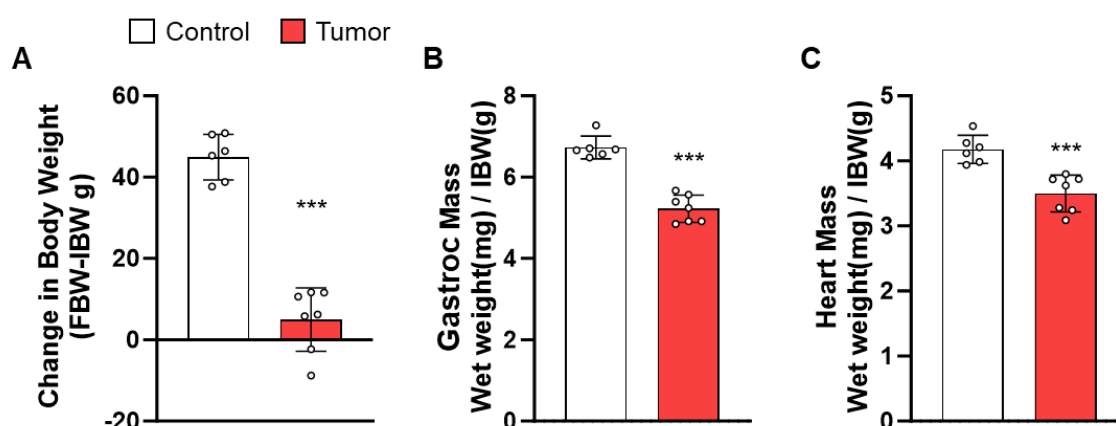 Control Tumor
A
Change in Body Weight
(FBW-IBW g)
60
40
20
0
-20
***
B
Gastroc Mass
Wet weight(mg) / IBW(g)
8
6
4
2
0
***
C
Heart Mass
Wet weight(mg) / IBW(g)
5
4
3
2
1
0
***